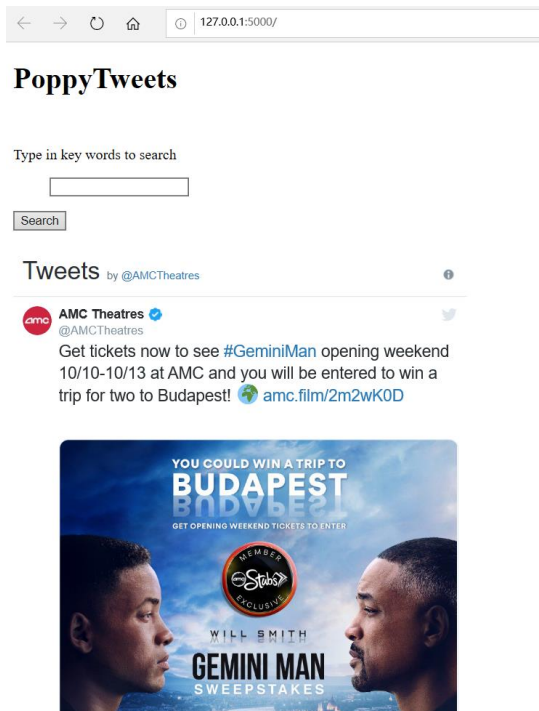 127.0.0.1:5000/
PoppyTweets
Type in key words to search
Search
Tweets by @AMCTheatres
amc
AMC Theatres
@AMCTheatres
Get tickets now to see #GeminiMan opening weekend
10/10-10/13 at AMC and you will be entered to win a
trip for two to Budapest! 🌍 amc.film/2m2wK0D
YOU COULD WIN A TRIP TO
BUDAPEST
GET OPENING WEEKEND TICKETS TO ENTER
MEMBER
amc Stubs
EXCLUSIVE
WILL SMITH
GEMINI MAN
SWEEPSTAKES